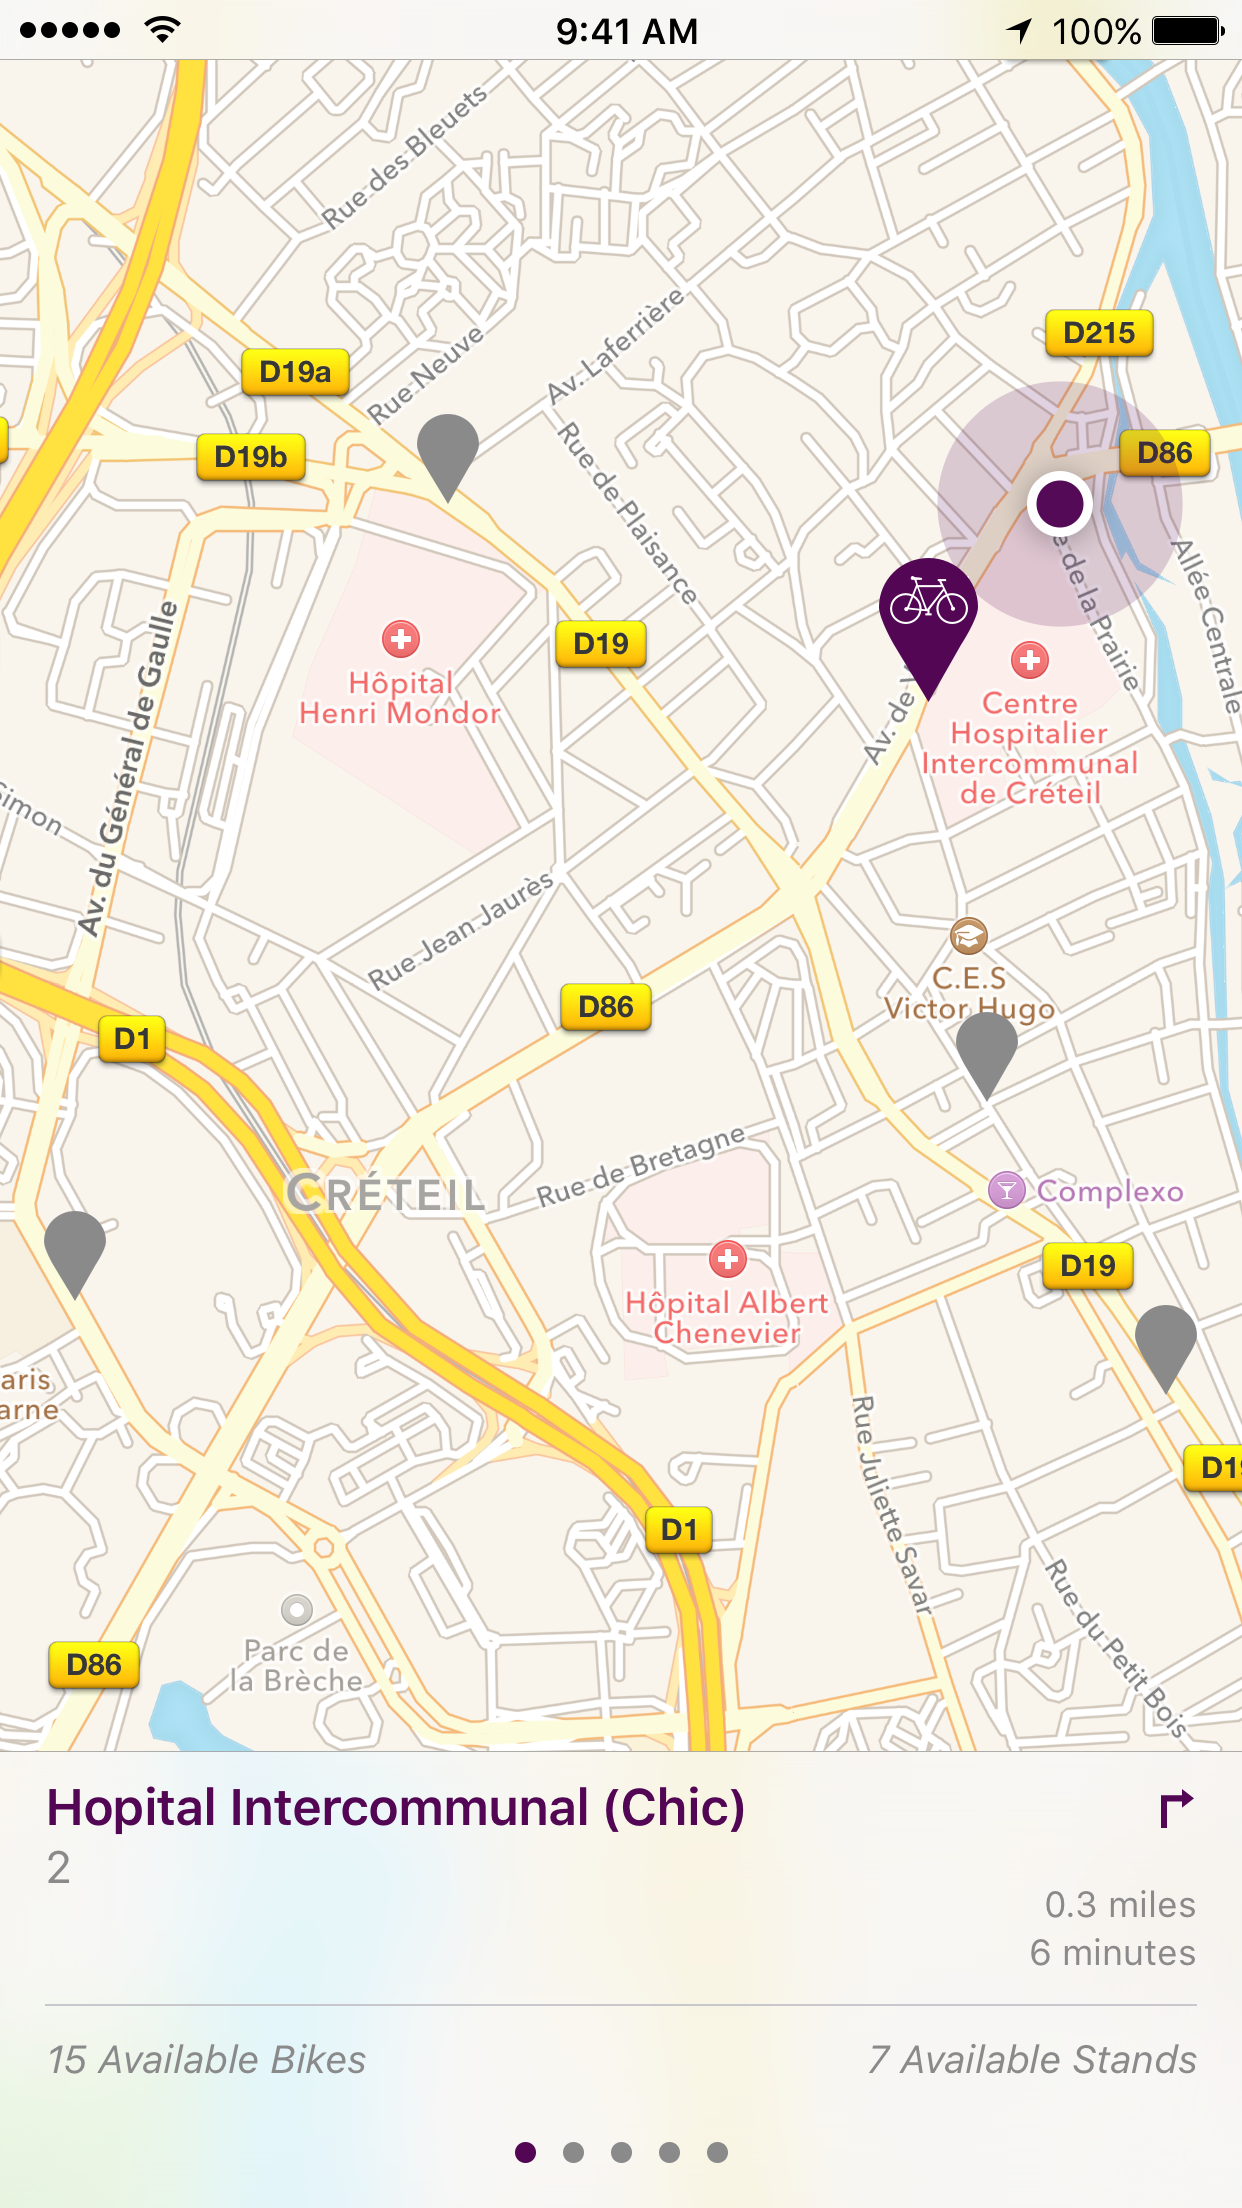 9:41 AM
100%
Rue des Bleuets
D215
Av. Laferrière
Rue Neuve
D19a
D19b
D86
Rue de Plaisance
Allée Centrale
de la Prairie
D19
Hôpital
Henri Mondor
Av. du Général de Gaulle
Centre
Hospitalier
Intercommunal
de Créteil
Av. de
Simon
Rue Jean Jaurès
C.E.S
Victor Hugo
D86
D1
Rue de Bretagne
CRÉTEIL
Complexo
D19
Hôpital Albert
Chenevier
aris
arne
Rue Juliette Savar
D19
D1
Rue du Petit Bois
Parc de
la Brèche
D86
Hopital Intercommunal (Chic)
2
0.3 miles
6 minutes
15 Available Bikes
7 Available Stands